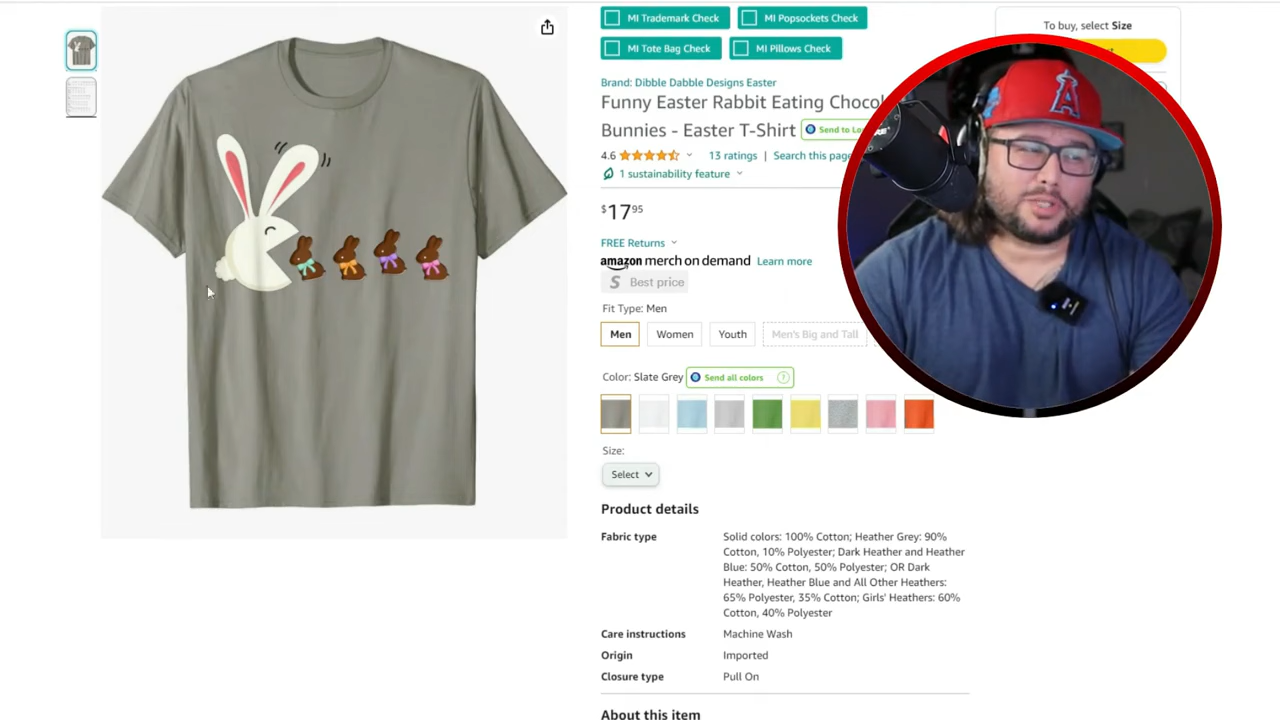 MI Trademark Check
MI Popsockets Check
MI Tote Bag Check
MI Pillows Check
Brand: Dibble Dabble Designs Easter
Funny Easter Rabbit Eating
Bunnies - Easter T-Shirt
Send to
4.6
13 ratings | Search this page
1 sustainability feature
$17 95
FREE Returns
amazon merch on demand Learn more
S Best price
Fit Type: Men
Men
Women
Youth
Men's Big and Tall
Color: Slate Grey
Send all colors ?
Size:
Select
Product details
Fabric type
Solid colors: 100% Cotton; Heather Grey: 90%
Cotton, 10% Polyester; Dark Heather and Heather
Blue: 50% Cotton, 50% Polyester; OR Dark
Heather, Heather Blue and All Other Heathers:
65% Polyester, 35% Cotton; Girls' Heathers: 60%
Cotton, 40% Polyester
Care instructions
Machine Wash
Origin
Imported
Closure type
Pull On
About this item
To buy, select Size
A